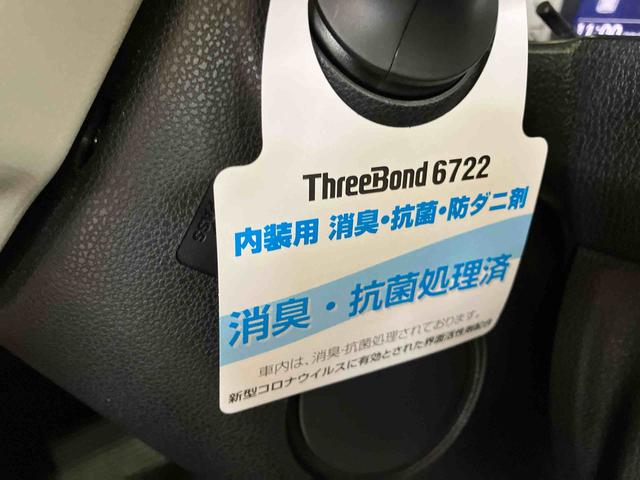 ThreeBond 6722
内装用 消臭・抗菌・防ダニ剤
消臭・抗菌処理済
車内は、消臭・抗菌処理されております。
新型コロナウイルスに有効とされた界面活性剤配合
11:00